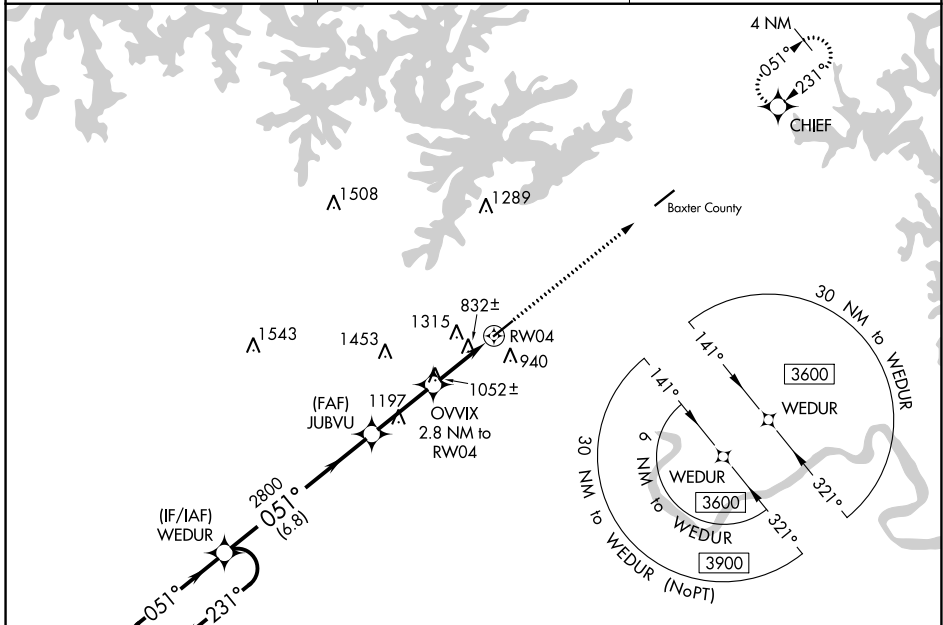 4 NM
051°
231°
CHIEF
1508
1289
Baxter County
832±
1315
RW04
1543
1453
940
1052±
1197
(FAF)
JUBVU
OVVIX
2.8 NM to
RW04
2800
051°
(6.8)
(IF/IAF)
WEDUR
051°
231°
30 NM to WEDUR
141°
3600
WEDUR
321°
141°
WEDUR
3600
6 NM to WEDUR
321°
3900
30 NM to WEDUR (NoPT)